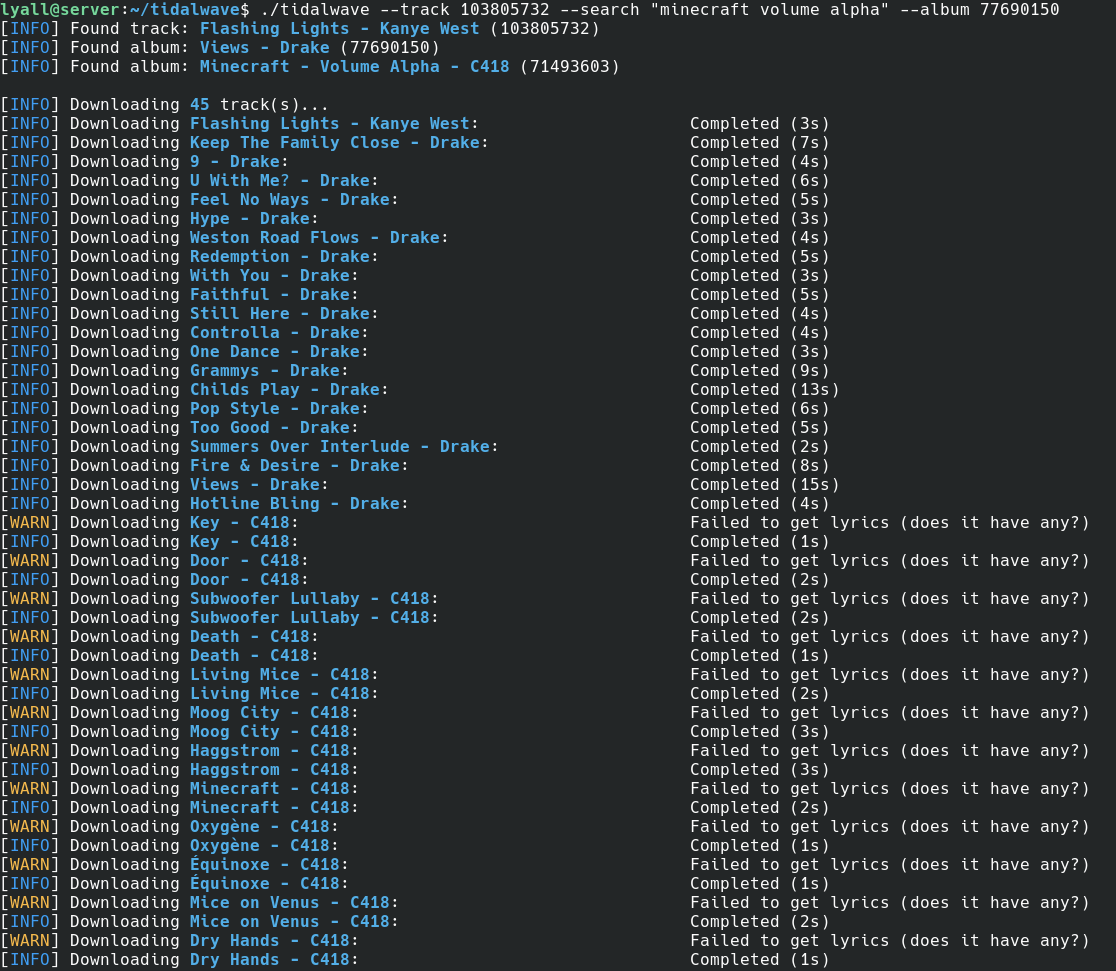 lyall@server:~/tidalwave$ ./tidalwave --track 103805732 --search "minecraft volume alpha" --album 77690150
[INFO] Found track: Flashing Lights - Kanye West (103805732)
[INFO] Found album: Views - Drake (77690150)
[INFO] Found album: Minecraft - Volume Alpha - C418 (71493603)
[INFO] Downloading 45 track(s)...
[INFO] Downloading Flashing Lights - Kanye West: Completed (3s)
[INFO] Downloading Keep The Family Close - Drake: Completed (7s)
[INFO] Downloading 9 - Drake: Completed (4s)
[INFO] Downloading U With Me? - Drake: Completed (6s)
[INFO] Downloading Feel No Ways - Drake: Completed (5s)
[INFO] Downloading Hype - Drake: Completed (3s)
[INFO] Downloading Weston Road Flows - Drake: Completed (4s)
[INFO] Downloading Redemption - Drake: Completed (5s)
[INFO] Downloading With You - Drake: Completed (3s)
[INFO] Downloading Faithful - Drake: Completed (5s)
[INFO] Downloading Still Here - Drake: Completed (4s)
[INFO] Downloading Controlla - Drake: Completed (4s)
[INFO] Downloading One Dance - Drake: Completed (3s)
[INFO] Downloading Grammys - Drake: Completed (9s)
[INFO] Downloading Childs Play - Drake: Completed (13s)
[INFO] Downloading Pop Style - Drake: Completed (6s)
[INFO] Downloading Too Good - Drake: Completed (5s)
[INFO] Downloading Summers Over Interlude - Drake: Completed (2s)
[INFO] Downloading Fire & Desire - Drake: Completed (8s)
[INFO] Downloading Views - Drake: Completed (15s)
[INFO] Downloading Hotline Bling - Drake: Completed (4s)
[WARN] Downloading Key - C418: Failed to get lyrics (does it have any?)
[INFO] Downloading Key - C418: Completed (1s)
[WARN] Downloading Door - C418: Failed to get lyrics (does it have any?)
[INFO] Downloading Door - C418: Completed (2s)
[WARN] Downloading Subwoofer Lullaby - C418: Failed to get lyrics (does it have any?)
[INFO] Downloading Subwoofer Lullaby - C418: Completed (2s)
[WARN] Downloading Death - C418: Failed to get lyrics (does it have any?)
[INFO] Downloading Death - C418: Completed (1s)
[WARN] Downloading Living Mice - C418: Failed to get lyrics (does it have any?)
[INFO] Downloading Living Mice - C418: Completed (2s)
[WARN] Downloading Moog City - C418: Failed to get lyrics (does it have any?)
[INFO] Downloading Moog City - C418: Completed (3s)
[WARN] Downloading Haggstrom - C418: Failed to get lyrics (does it have any?)
[INFO] Downloading Haggstrom - C418: Completed (3s)
[WARN] Downloading Minecraft - C418: Failed to get lyrics (does it have any?)
[INFO] Downloading Minecraft - C418: Completed (2s)
[WARN] Downloading Oxygène - C418: Failed to get lyrics (does it have any?)
[INFO] Downloading Oxygène - C418: Completed (1s)
[WARN] Downloading Équinoxe - C418: Failed to get lyrics (does it have any?)
[INFO] Downloading Équinoxe - C418: Completed (1s)
[WARN] Downloading Mice on Venus - C418: Failed to get lyrics (does it have any?)
[INFO] Downloading Mice on Venus - C418: Completed (2s)
[WARN] Downloading Dry Hands - C418: Failed to get lyrics (does it have any?)
[INFO] Downloading Dry Hands - C418: Completed (1s)